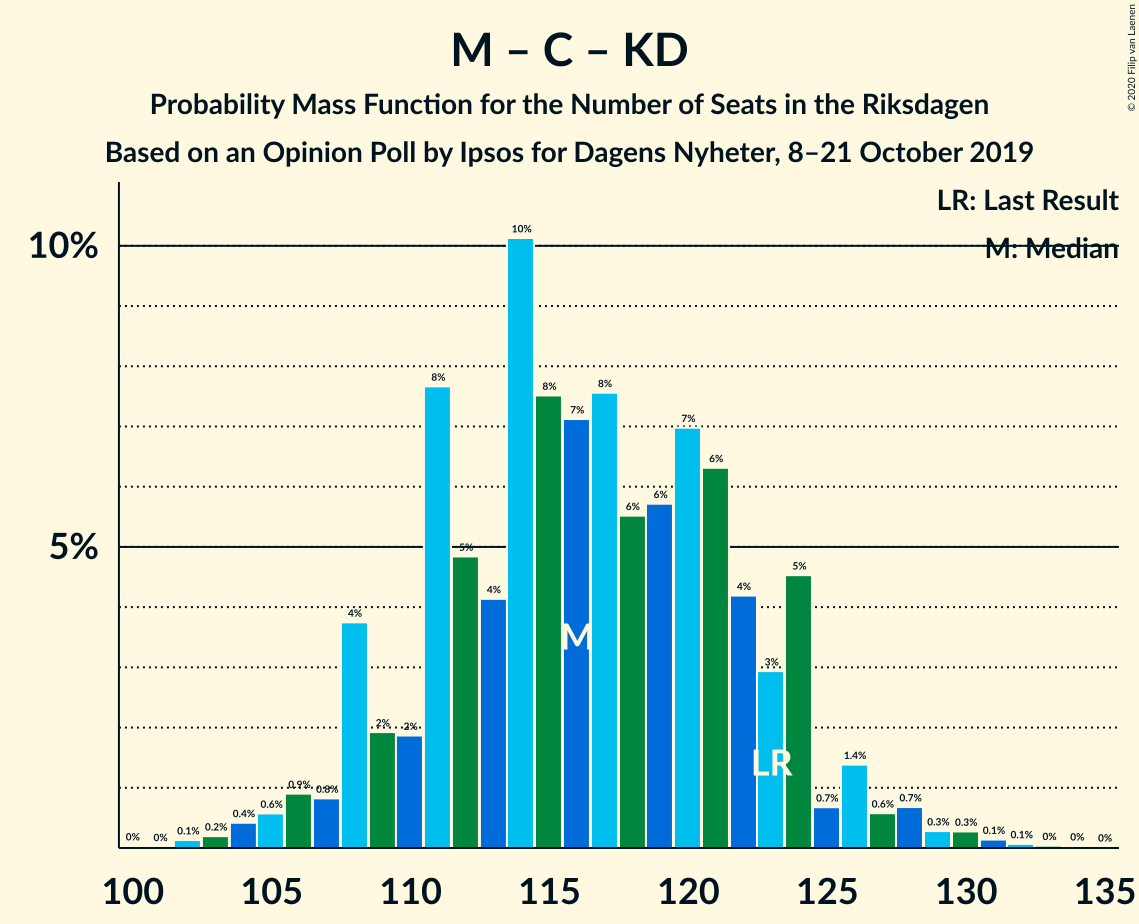 M – C – KD
Probability Mass Function for the Number of Seats in the Riksdagen
Based on an Opinion Poll by Ipsos for Dagens Nyheter, 8–21 October 2019
© 2020 Filip van Laenen
LR: Last Result
M: Median
10%
5%
0% 0% 0.1% 0.2% 0.4% 0.6% 0.9% 0.8% 4% 2% 2% 8% 5% 4% 10% 8% 7% 8% 6% 6% 7% 6% 4% 3% 5% 0.7% 1.4% 0.6% 0.7% 0.3% 0.3% 0.1% 0.1% 0% 0% 0%
M
LR
100 105 110 115 120 125 130 135